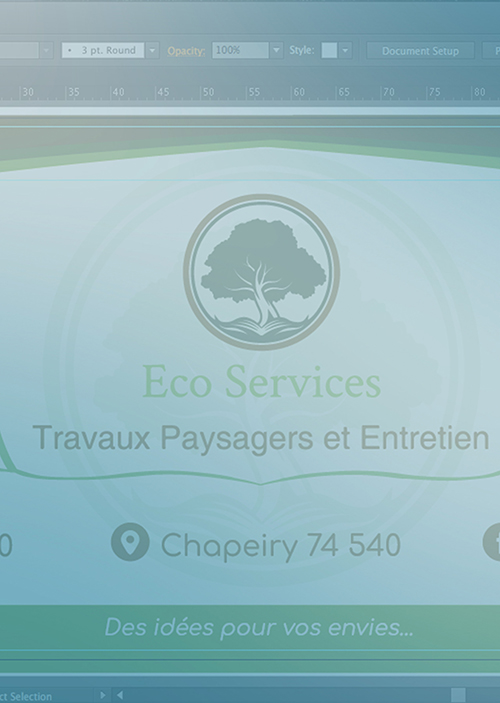 3 pt. Round Opacity: 100% Style: Document Setup P
30 35 40 45 50 55 60 65 70 75 80
Eco Services
Travaux Paysagers et Entretien
0 Chapeiry 74 540
Des idées pour vos envies...
ct Selection